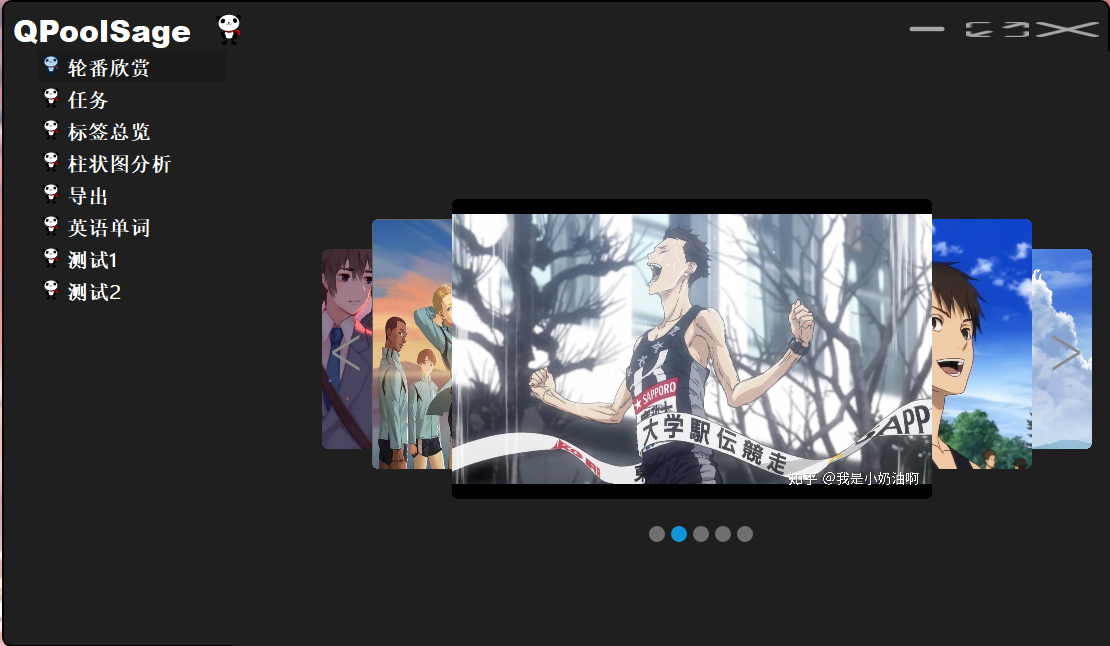 QPoolSage
轮番欣赏
任务
标签总览
柱状图分析
导出
英语单词
测试1
测试2
SAPPORO
大学駅伝競走
APP
知乎 @我是小奶油啊